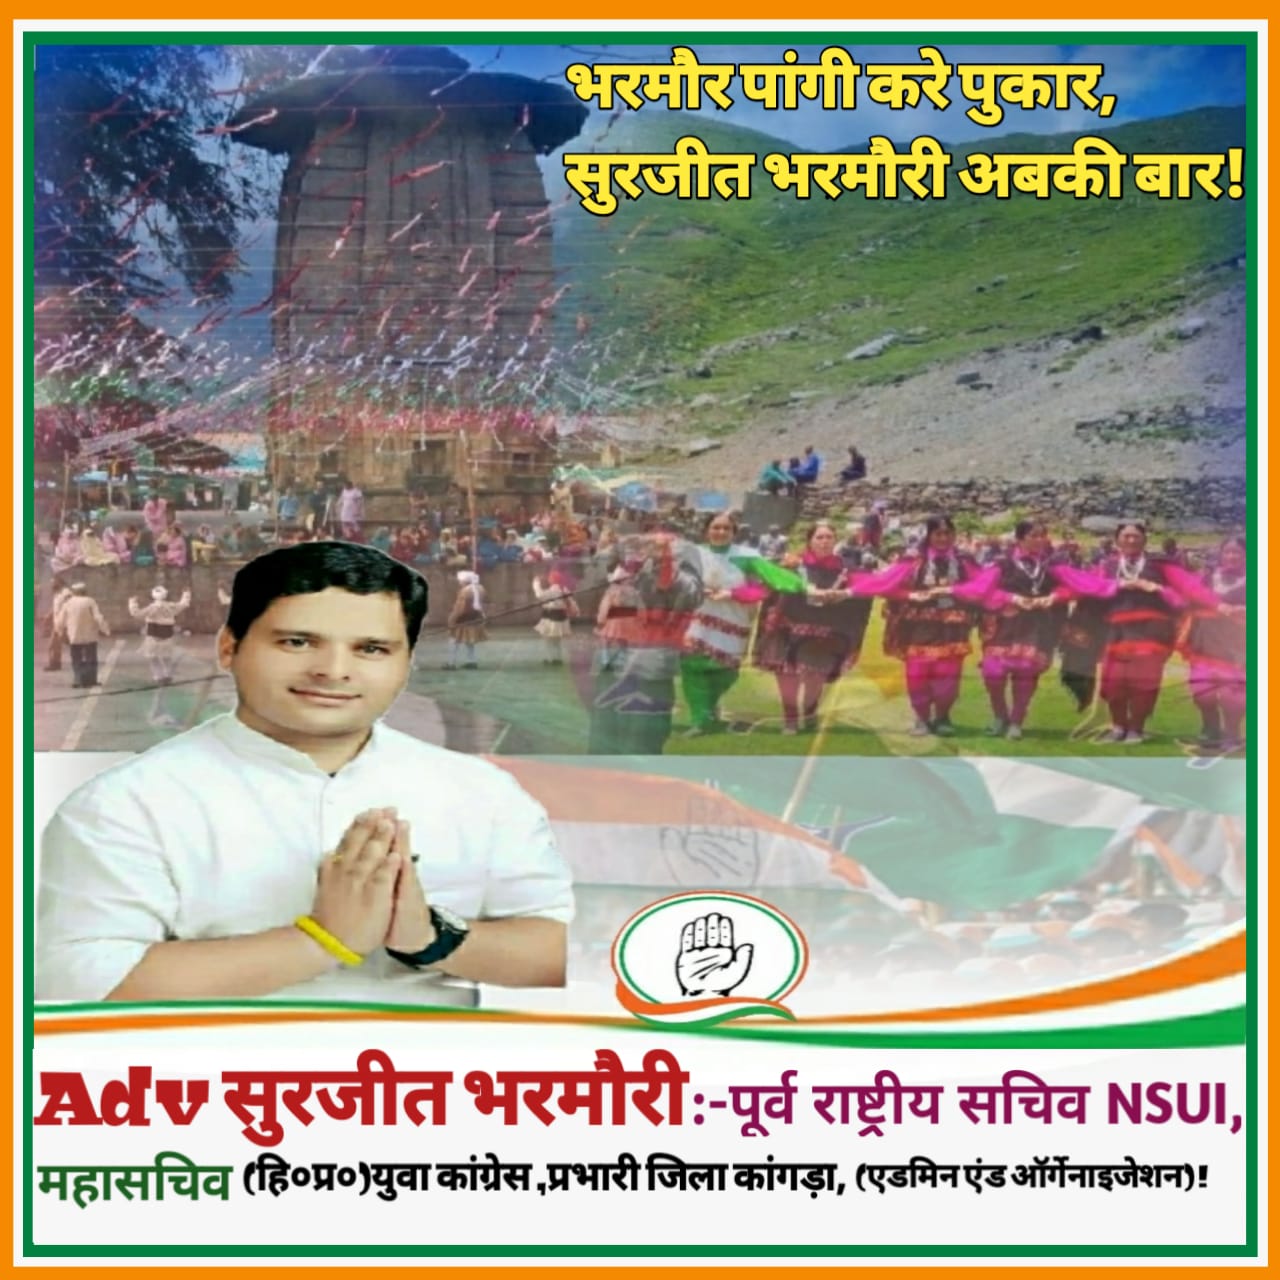 भरमौर पांगी करे पुकार,
सुरजीत भरमौरी अबकी बार!
Adv सुरजीत भरमौरी:-पूर्व राष्ट्रीय सचिव NSUI,
महासचिव (हि०प्र०)युवा कांग्रेस ,प्रभारी जिला कांगड़ा, (एडमिन एंड ऑर्गेनाइजेशन)!